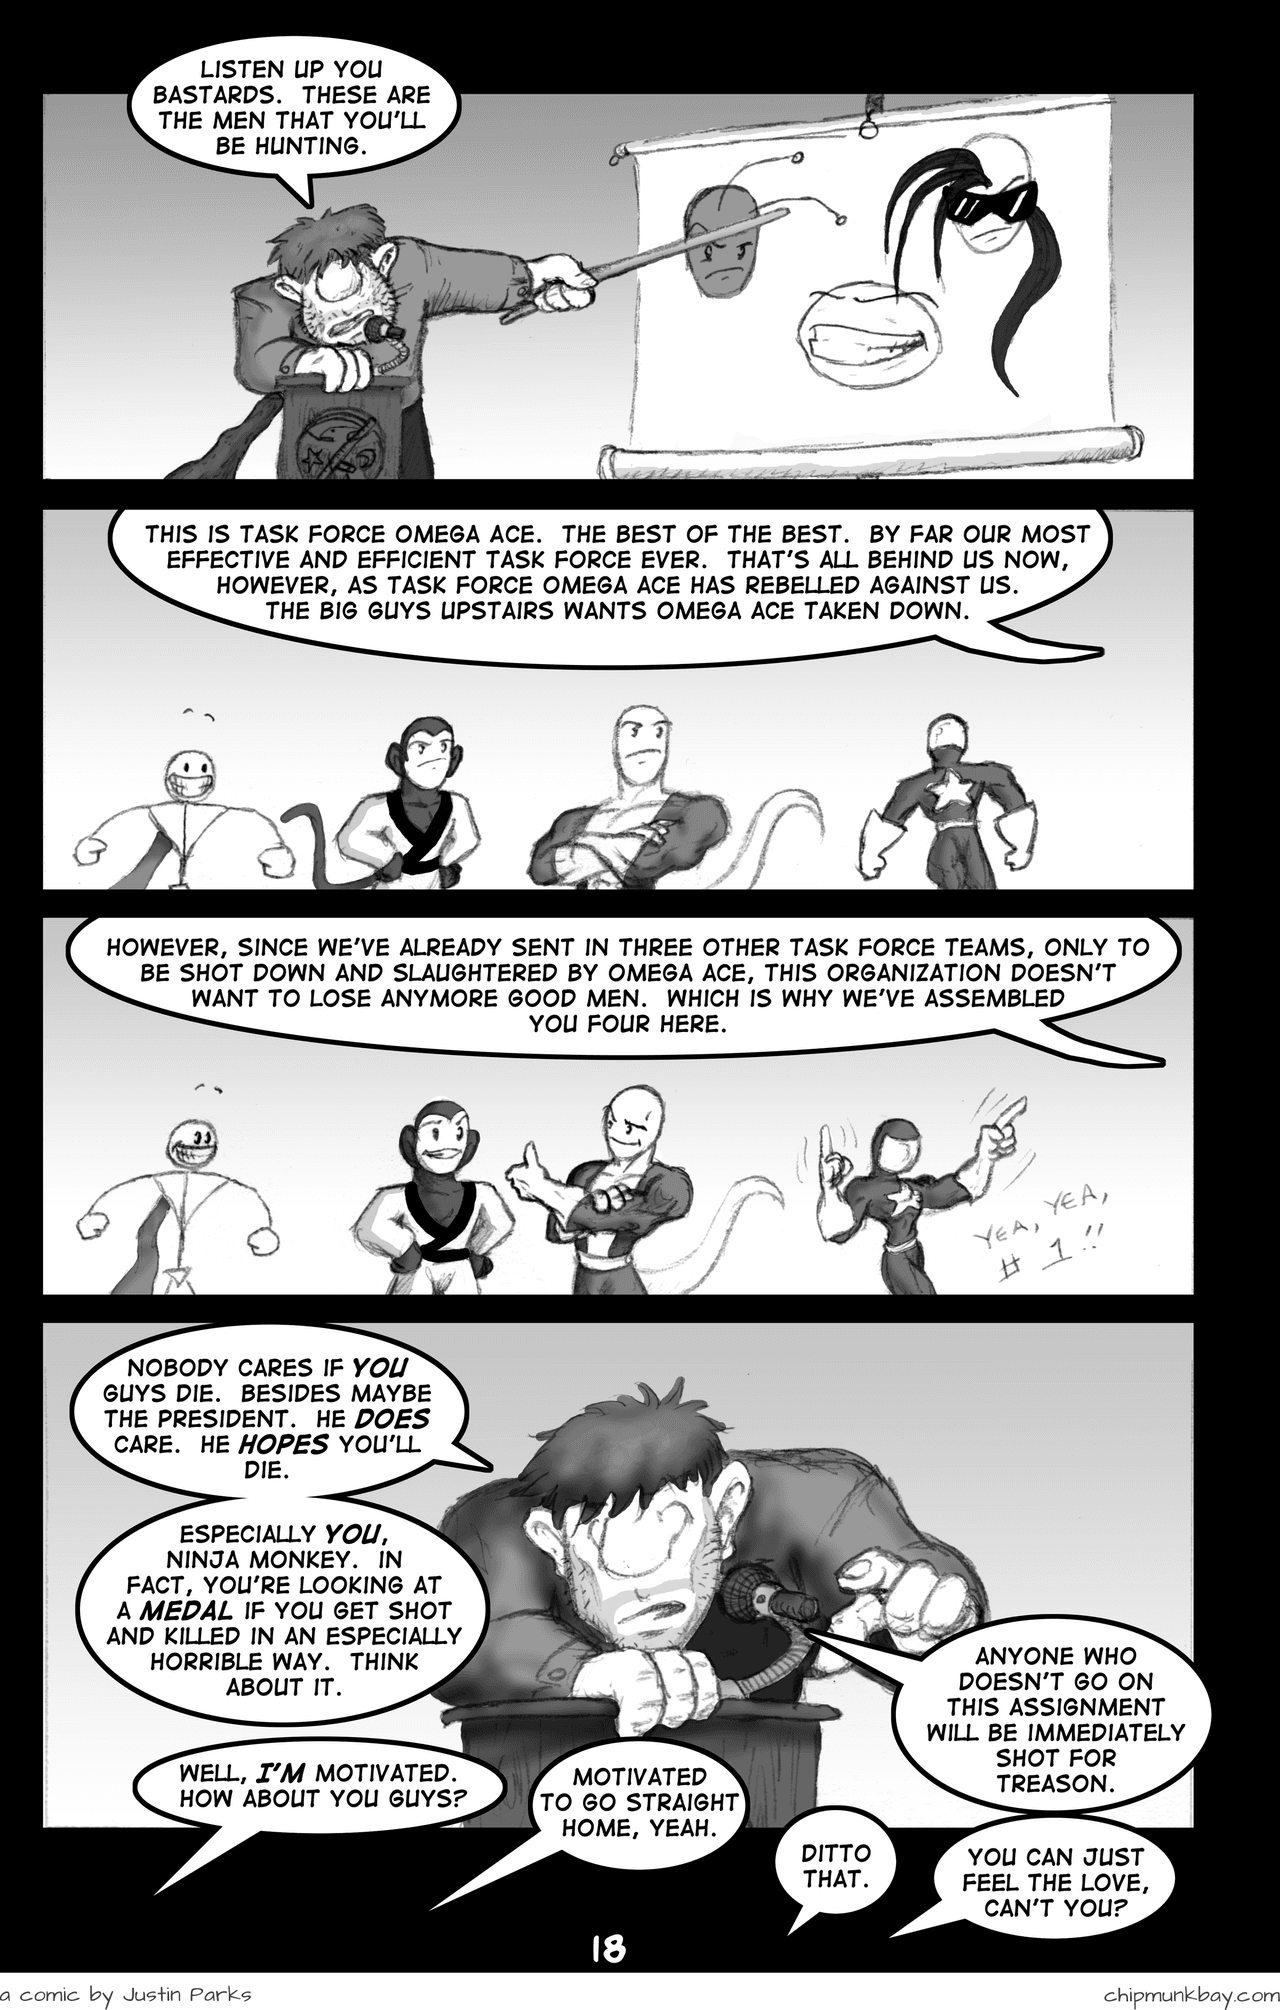 LISTEN UP YOU
BASTARDS. THESE ARE
THE MEN THAT YOU'LL
BE HUNTING.
THIS IS TASK FORCE OMEGA ACE. THE BEST OF THE BEST. BY FAR OUR MOST
EFFECTIVE AND EFFICIENT TASK FORCE EVER. THAT'S ALL BEHIND US NOW,
HOWEVER, AS TASK FORCE OMEGA ACE HAS REBELLED AGAINST US.
THE BIG GUYS UPSTAIRS WANTS OMEGA ACE TAKEN DOWN.
HOWEVER, SINCE WE'VE ALREADY SENT IN THREE OTHER TASK FORCE TEAMS, ONLY TO
BE SHOT DOWN AND SLAUGHTERED BY OMEGA ACE, THIS ORGANIZATION DOESN'T
WANT TO LOSE ANYMORE GOOD MEN. WHICH IS WHY WE'VE ASSEMBLED
YOU FOUR HERE.
YEA, YEA,
# 1!!
NOBODY CARES IF YOU
GUYS DIE. BESIDES MAYBE
THE PRESIDENT. HE DOES
CARE. HE HOPES YOU'LL
DIE.
ESPECIALLY YOU,
NINJA MONKEY. IN
FACT, YOU'RE LOOKING AT
A MEDAL IF YOU GET SHOT
AND KILLED IN AN ESPECIALLY
HORRIBLE WAY. THINK
ABOUT IT.
ANYONE WHO
DOESN'T GO ON
THIS ASSIGNMENT
WILL BE IMMEDIATELY
SHOT FOR
TREASON.
WELL, I'M MOTIVATED.
HOW ABOUT YOU GUYS?
MOTIVATED
TO GO STRAIGHT
HOME, YEAH.
DITTO
THAT.
YOU CAN JUST
FEEL THE LOVE,
CAN'T YOU?
18
a comic by Justin Parks
chipmunkbay.com